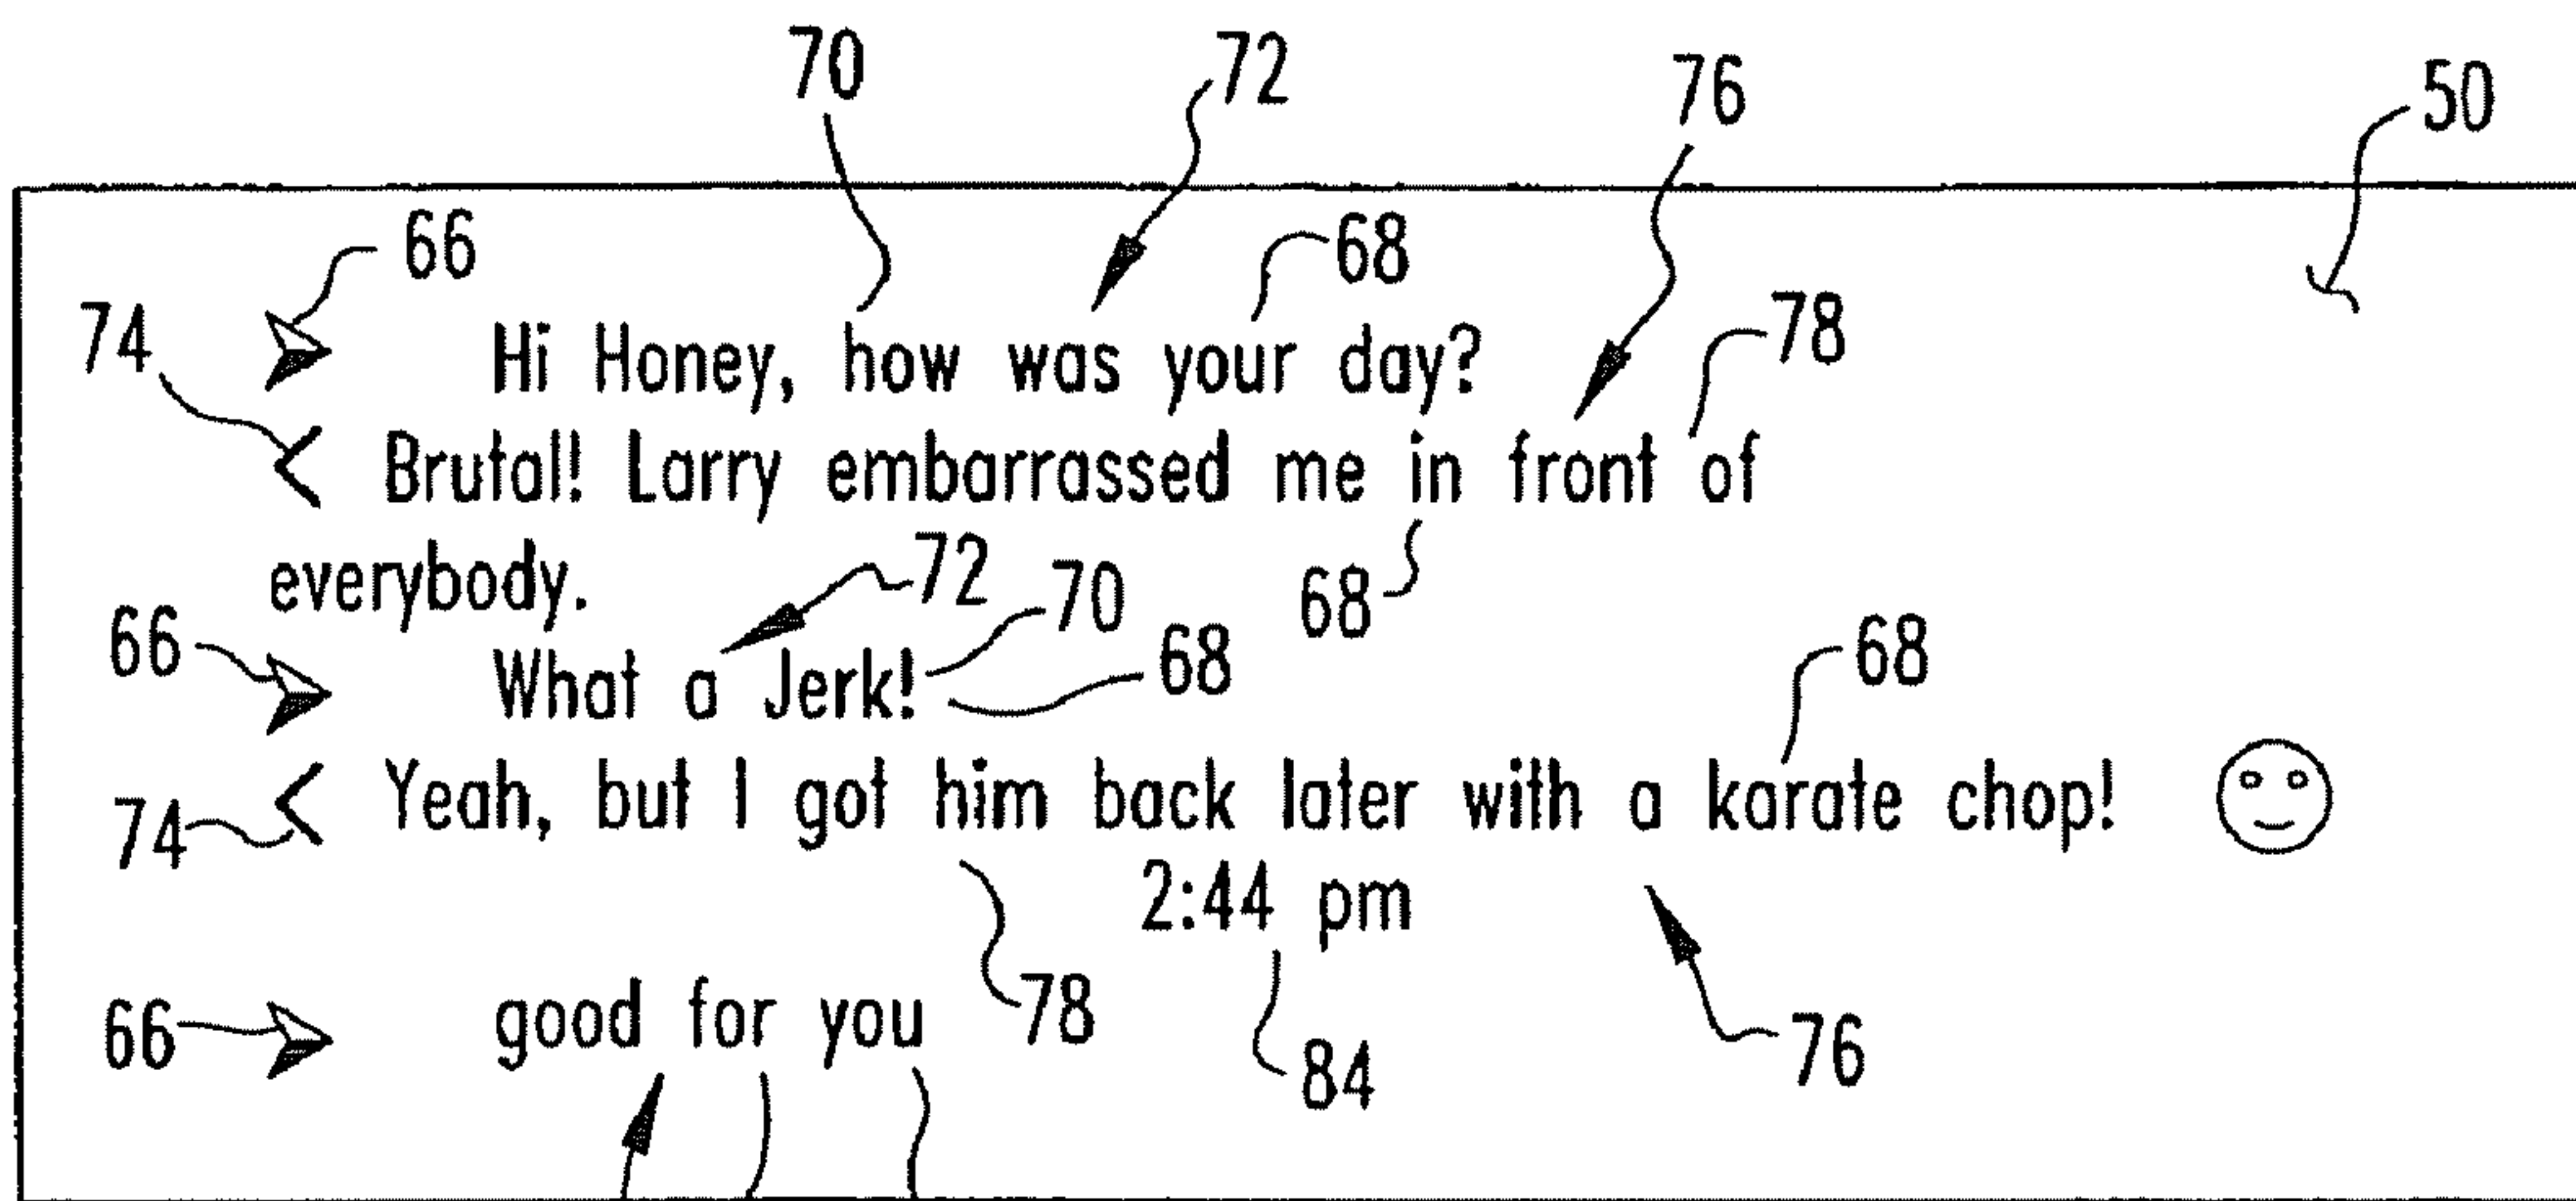 70 72 76 50
66 68
74 78
Hi Honey, how was your day?
< Brutal! Larry embarrassed me in front of
everybody.
72 70 68
66 68 68
What a Jerk!
< Yeah, but I got him back later with a karate chop!
74
2:44 pm
78
66 good for you 76
84